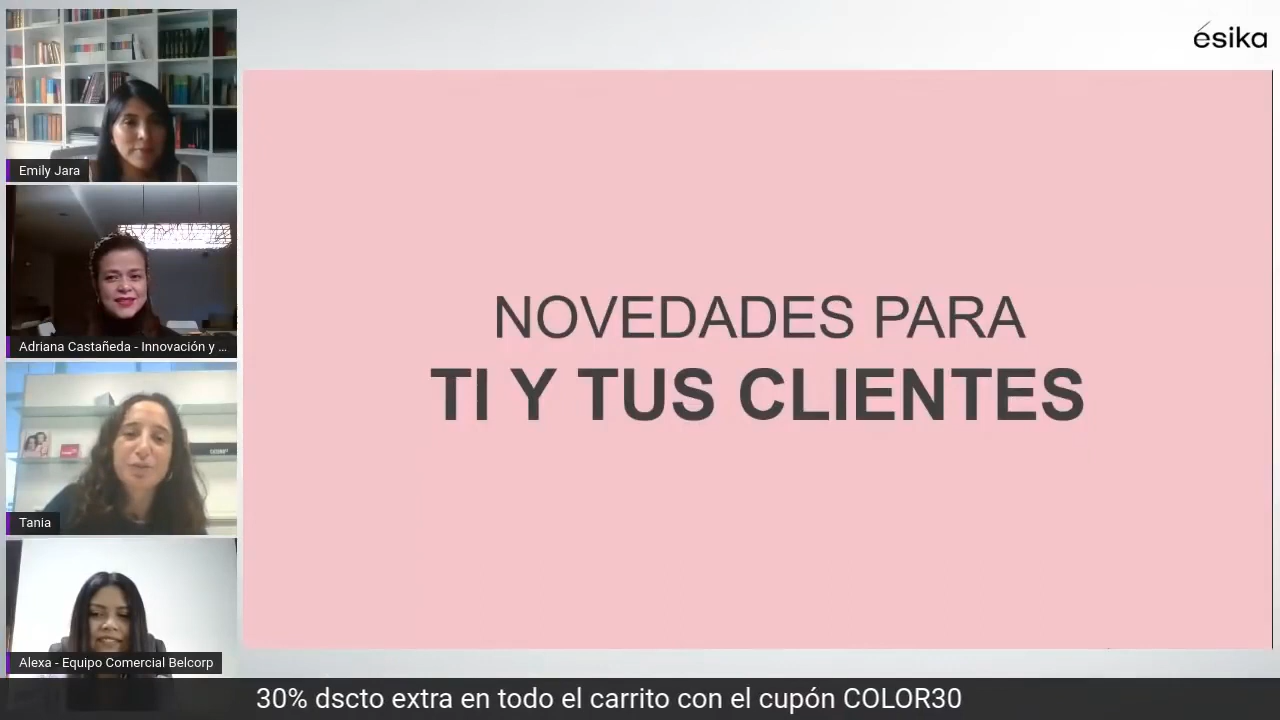 ésika
Emily Jara
Adriana Castañeda - Innovación y ...
Tania
Alexa - Equipo Comercial Belcorp
NOVEDADES PARA
TI Y TUS CLIENTES
30% dscto extra en todo el carrito con el cupón COLOR30